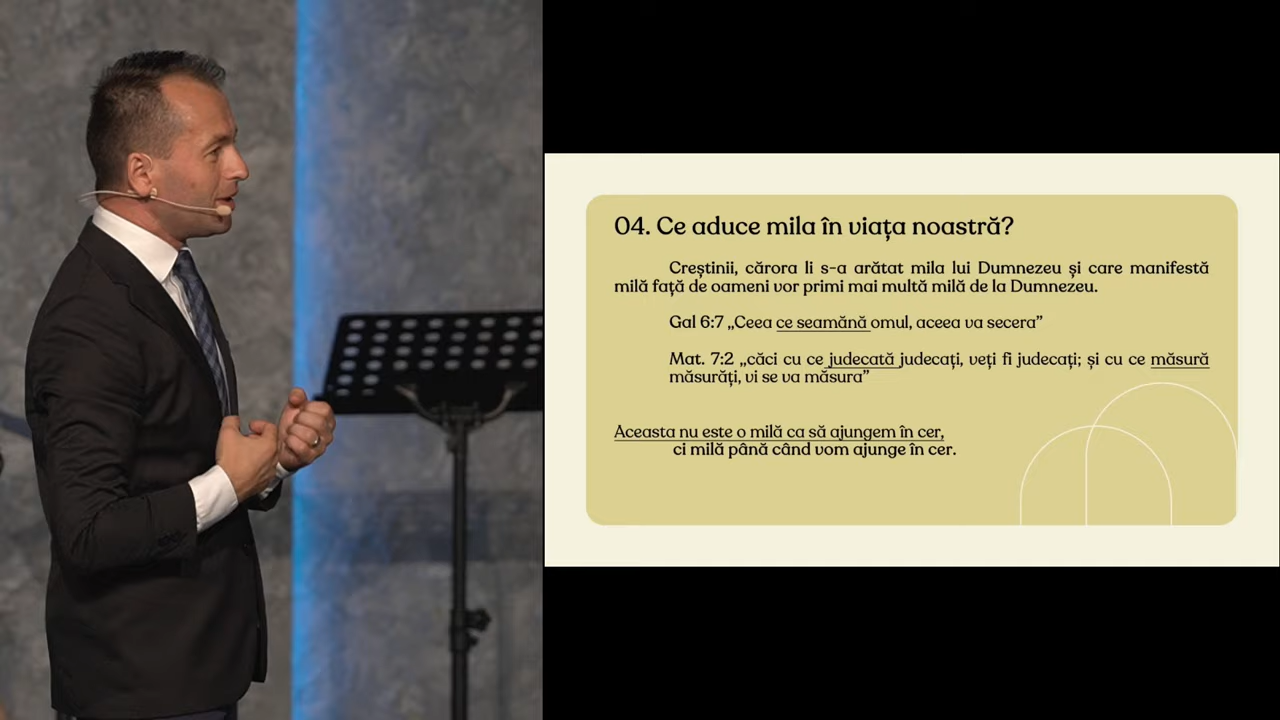 04. Ce aduce mila în viața noastră?
Creștinii, cărora li s-a arătat mila lui Dumnezeu și care manifestă
milă față de oameni vor primi mai multă milă de la Dumnezeu.
Gal 6:7 „Ceea ce seamănă omul, aceea va secera”
Mat. 7:2 „căci cu ce judecată judecați, veți fi judecați; și cu ce măsură
măsurăți, vi se va măsura”
Aceasta nu este o milă ca să ajungem în cer,
ci milă până când vom ajunge în cer.